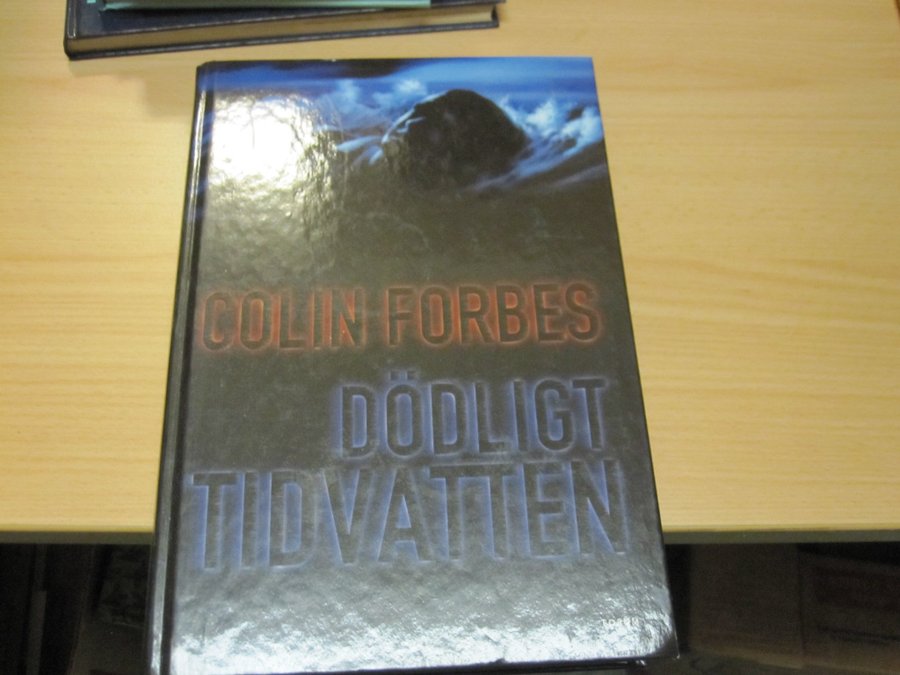 COLIN FORBES
DÖDLIGT
TIDVATTEN